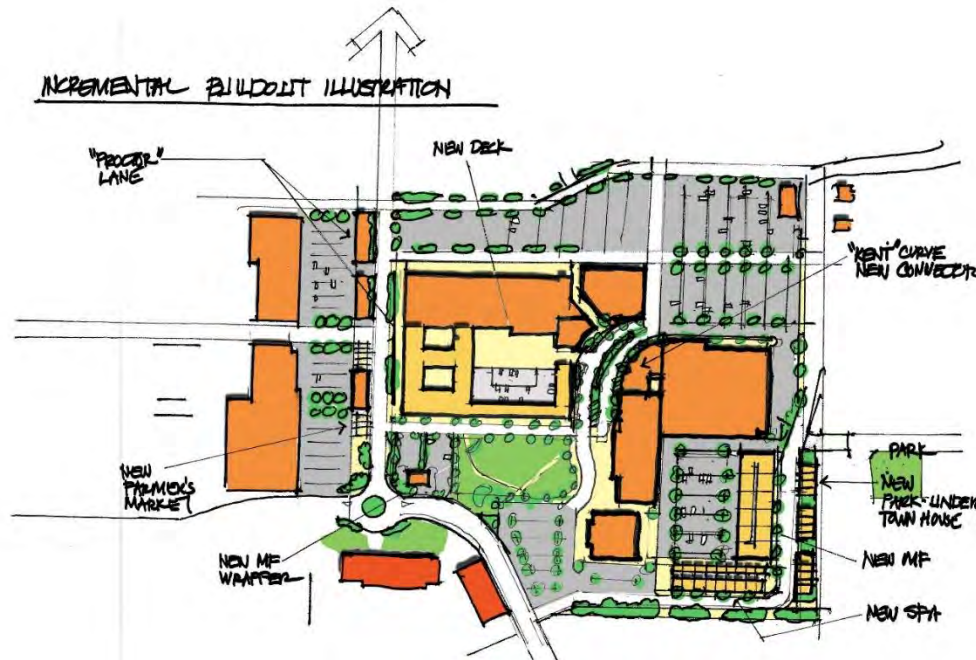 INCREMENTAL BUILDOUT ILLUSTRATION
"PROCTOR"
LANE
NEW DECK
"KENT" CURVE
NEW CONNECTOR
NEW
FARMER'S
MARKET
PARK
NEW
PARK-UNDER
TOWN HOUSE
NEW MF
WRAPPER
NEW MF
NEW SFA